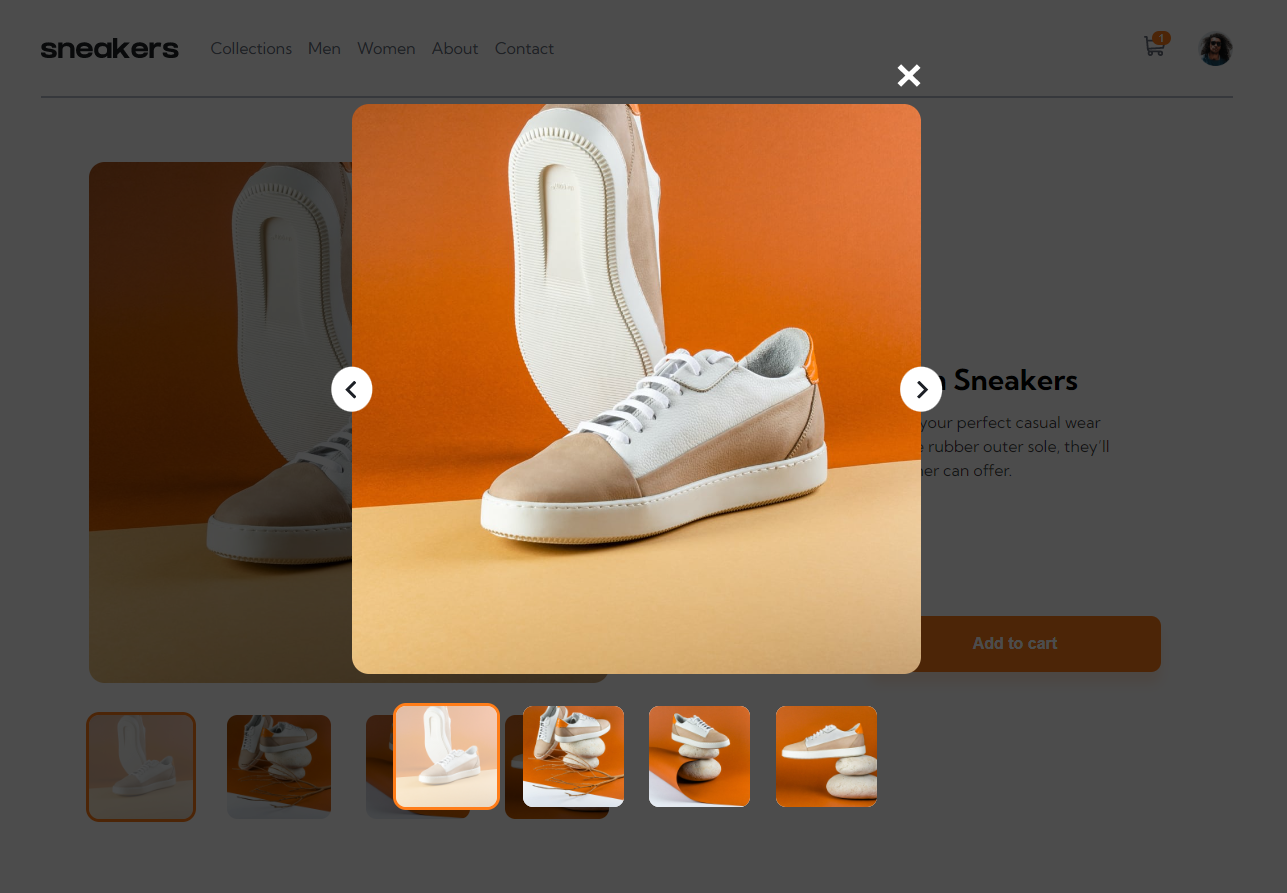 sneakers Collections Men Women About Contact 1
Sneakers
your perfect casual wear
rubber outer sole, they'll
can offer.
Add to cart